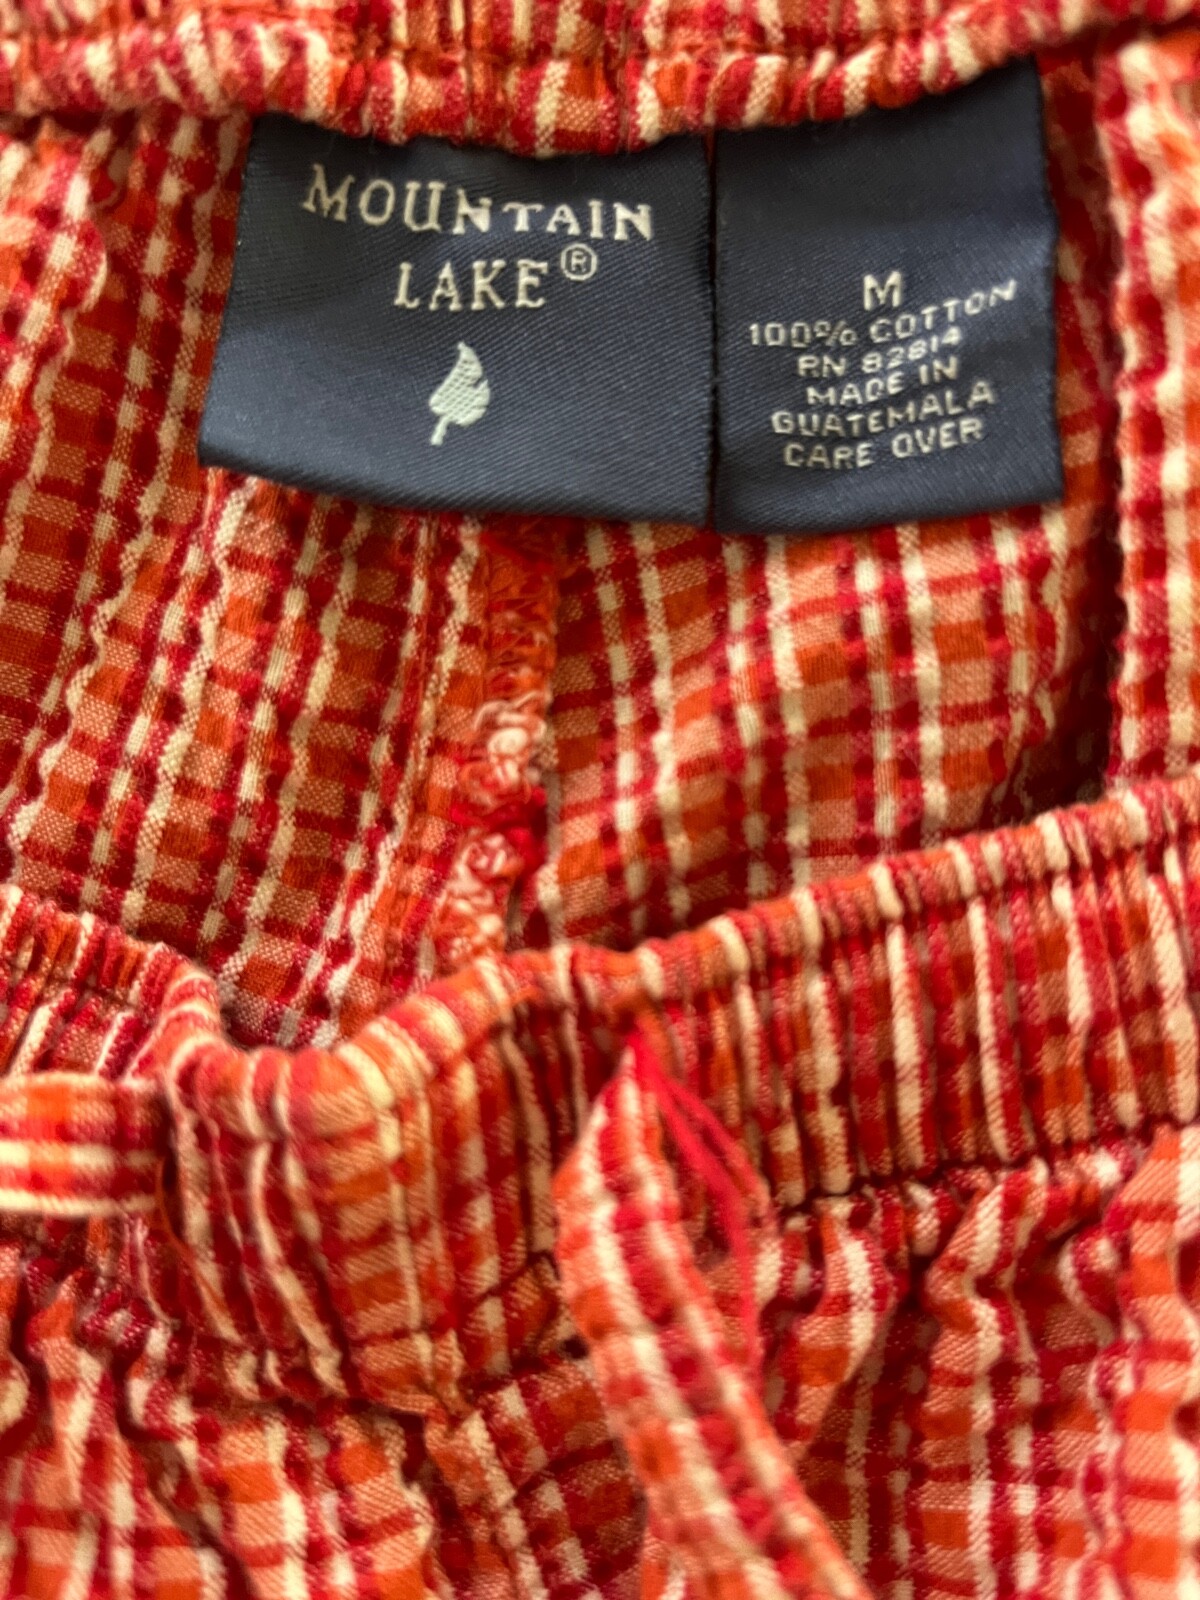 MOUNTAIN
LAKE®
M
100% COTTON
RN 82814
MADE IN
GUATEMALA
CARE OVER